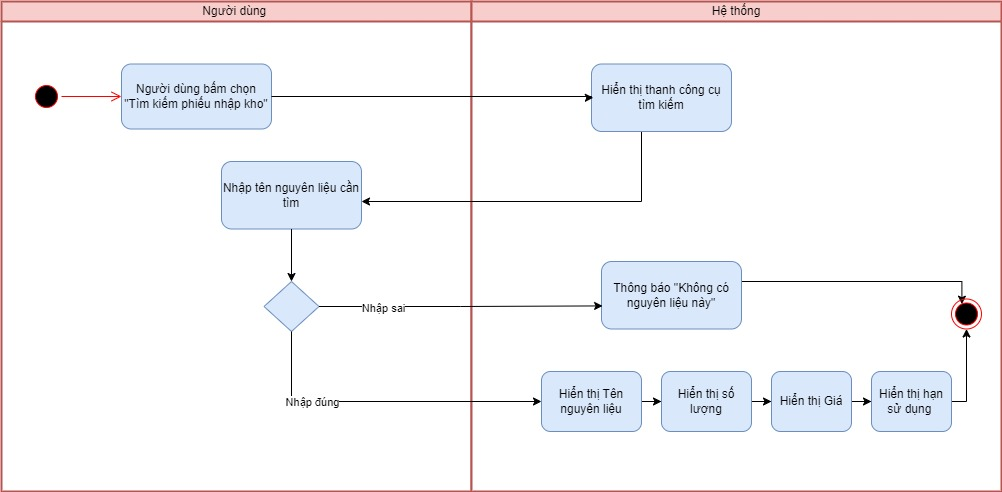 Người dùng
Hệ thống
Người dùng bấm chọn
"Tìm kiếm phiếu nhập kho"
Hiển thị thanh công cụ
tìm kiếm
Nhập tên nguyên liệu cần
tìm
Nhập sai
Thông báo "Không có
nguyên liệu này"
Nhập đúng
Hiển thị Tên
nguyên liệu
Hiển thị số
lượng
Hiển thị Giá
Hiển thị hạn
sử dụng